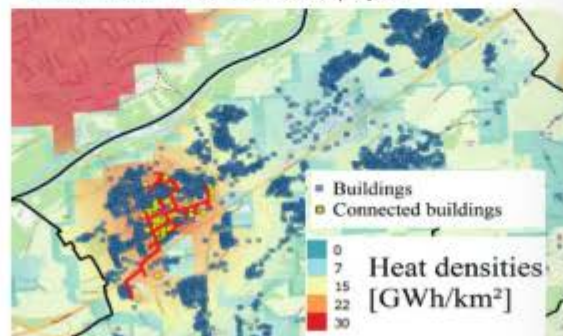 Buildings
Connected buildings
0
7
15
22
30
Heat densities
[GWh/km²]